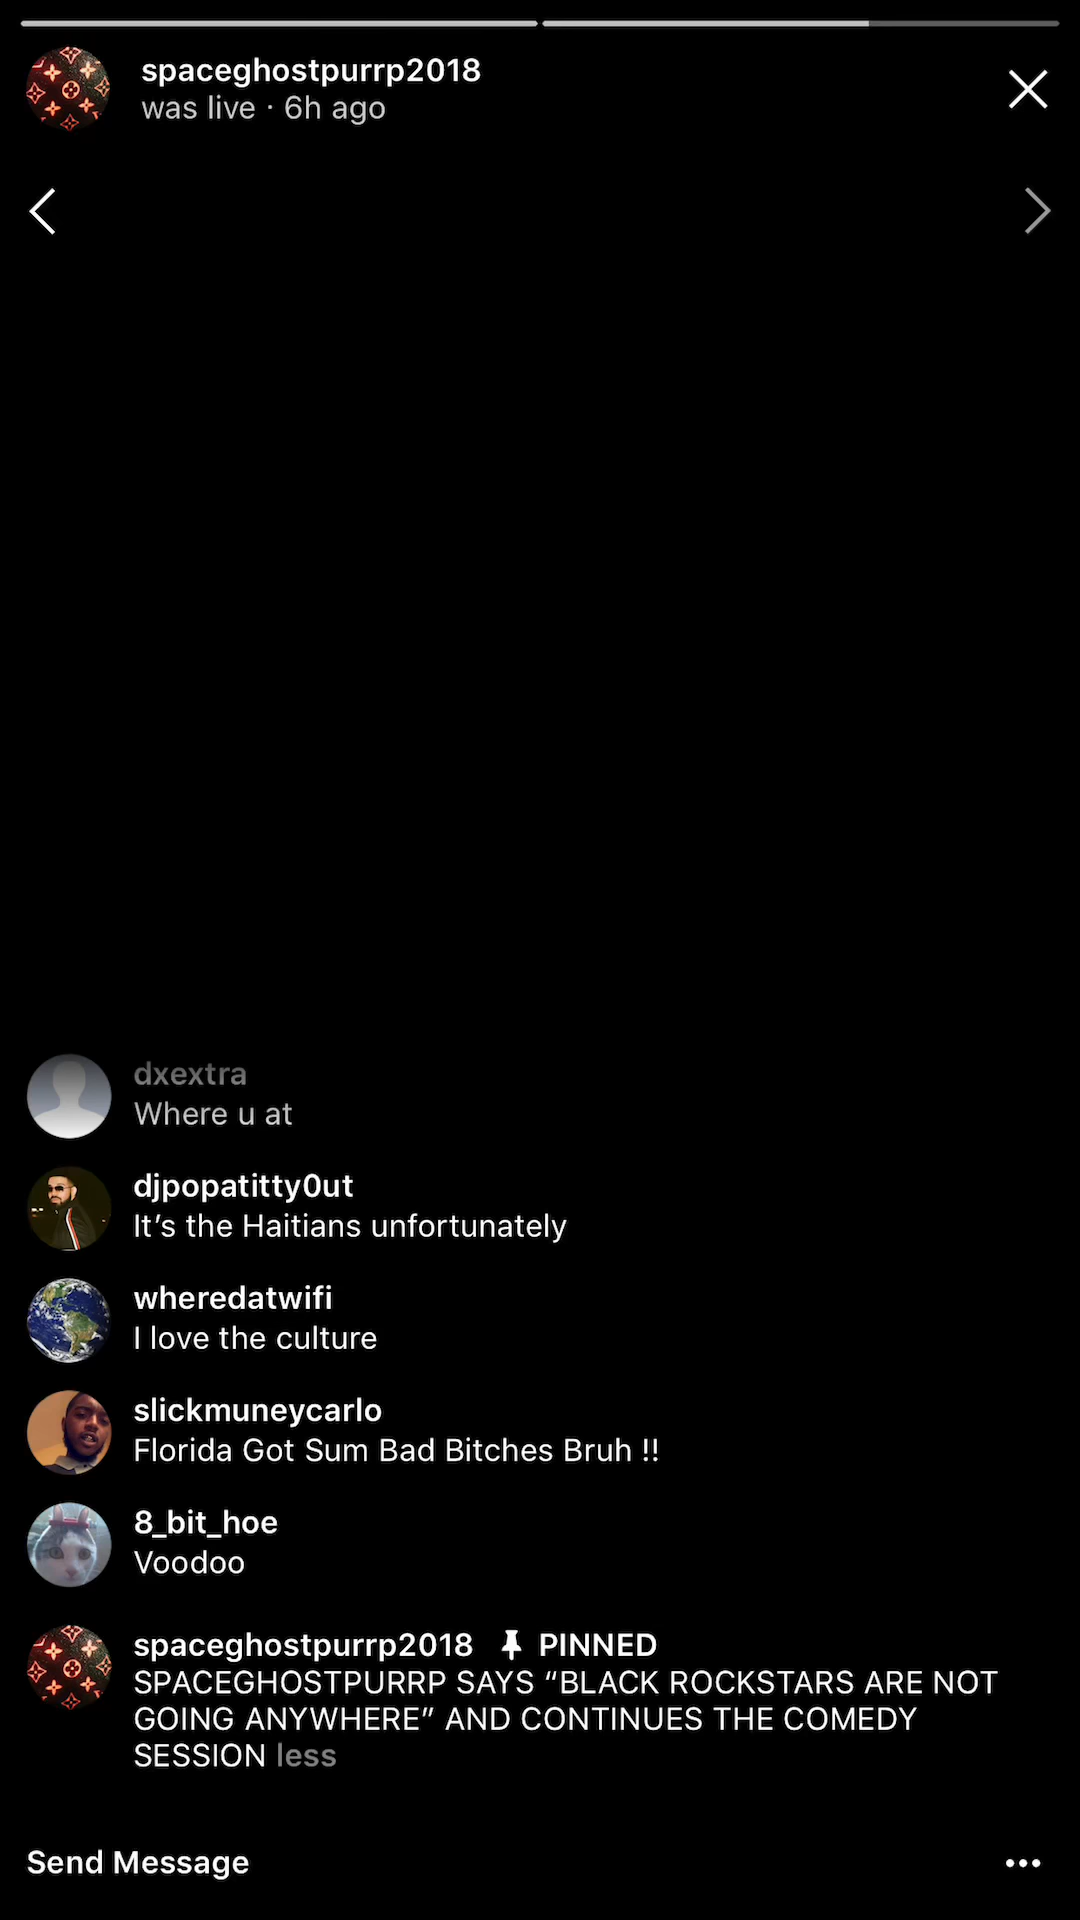 spaceghostpurrp2018
was live · 6h ago
dxextra
Where u at
djpopatitty0ut
It’s the Haitians unfortunately
wheredatwifi
I love the culture
slickmuneycarlo
Florida Got Sum Bad Bitches Bruh !!
8_bit_hoe
Voodoo
spaceghostpurrp2018 PINNED
SPACEGHOSTPURRP SAYS “BLACK ROCKSTARS ARE NOT
GOING ANYWHERE” AND CONTINUES THE COMEDY
SESSION less
Send Message